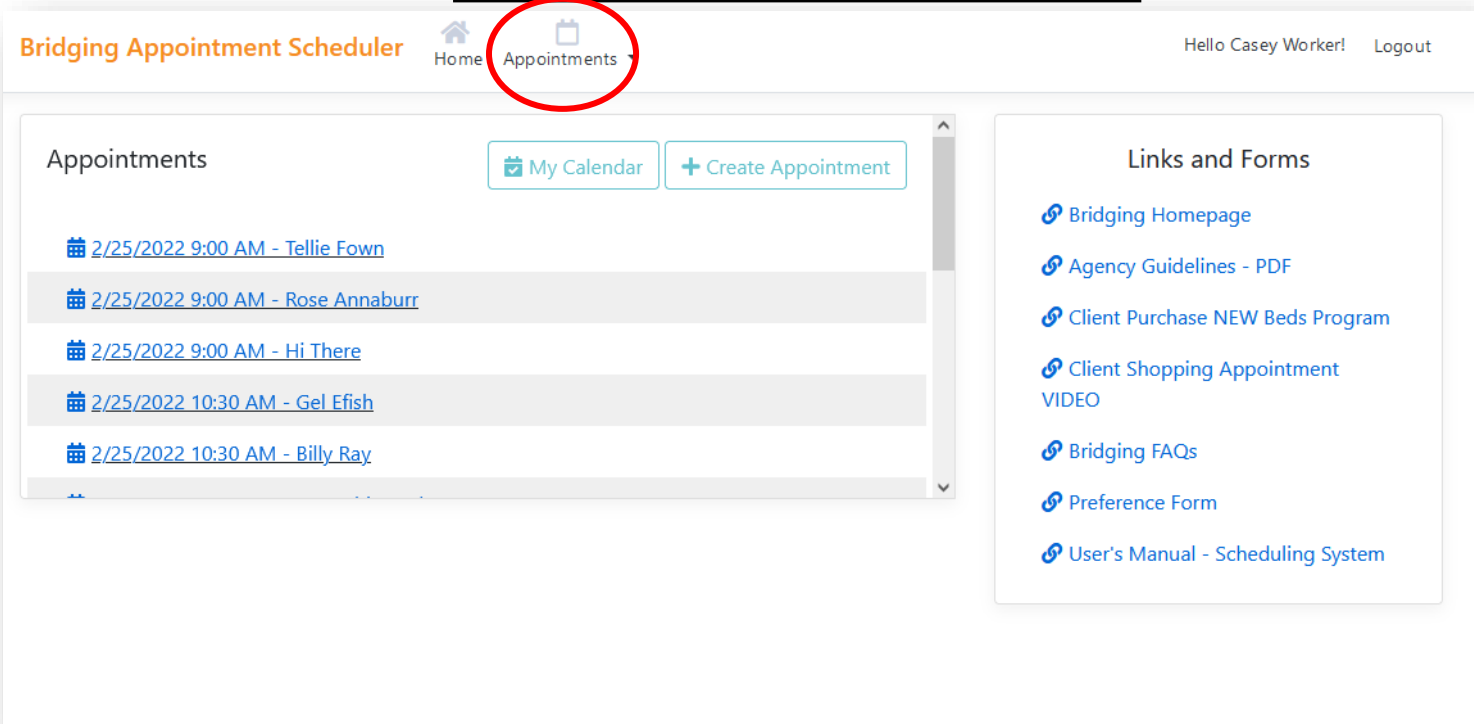 Bridging Appointment Scheduler
Home
Appointments
Hello Casey Worker!
Logout
Appointments
My Calendar
Create Appointment
2/25/2022 9:00 AM - Tellie Fown
2/25/2022 9:00 AM - Rose Annaburr
2/25/2022 9:00 AM - Hi There
2/25/2022 10:30 AM - Gel Efish
2/25/2022 10:30 AM - Billy Ray
Links and Forms
Bridging Homepage
Agency Guidelines - PDF
Client Purchase NEW Beds Program
Client Shopping Appointment
VIDEO
Bridging FAQs
Preference Form
User's Manual - Scheduling System